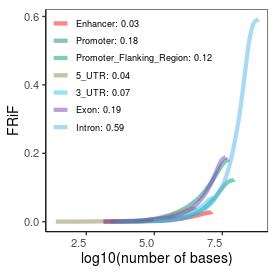 Enhancer: 0.03
Promoter: 0.18
Promoter_Flanking_Region: 0.12
5_UTR: 0.04
3_UTR: 0.07
Exon: 0.19
Intron: 0.59
FRiF
0.6
0.4
0.2
0.0
2.5 5.0 7.5
log10(number of bases)